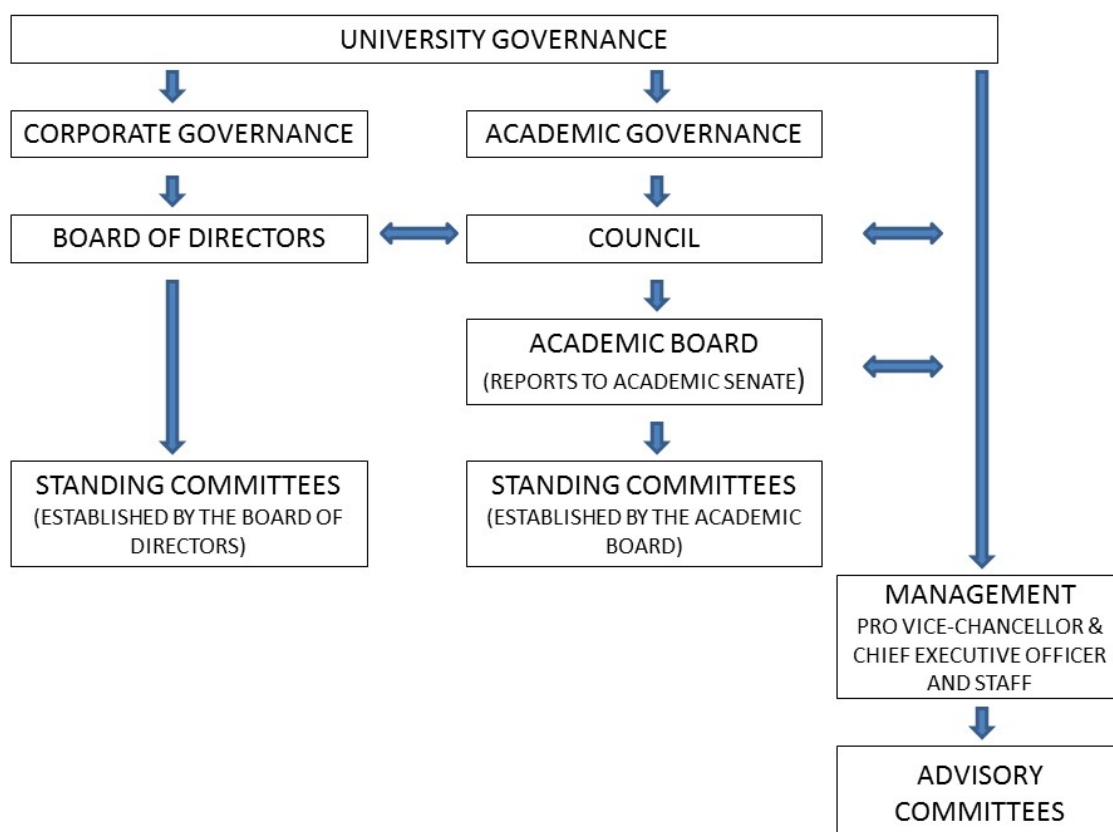 UNIVERSITY GOVERNANCE
CORPORATE GOVERNANCE
ACADEMIC GOVERNANCE
BOARD OF DIRECTORS
COUNCIL
ACADEMIC BOARD
(REPORTS TO ACADEMIC SENATE)
STANDING COMMITTEES
(ESTABLISHED BY THE BOARD OF
DIRECTORS)
STANDING COMMITTEES
(ESTABLISHED BY THE ACADEMIC
BOARD)
MANAGEMENT
PRO VICE-CHANCELLOR &
CHIEF EXECUTIVE OFFICER
AND STAFF
ADVISORY
COMMITTEES